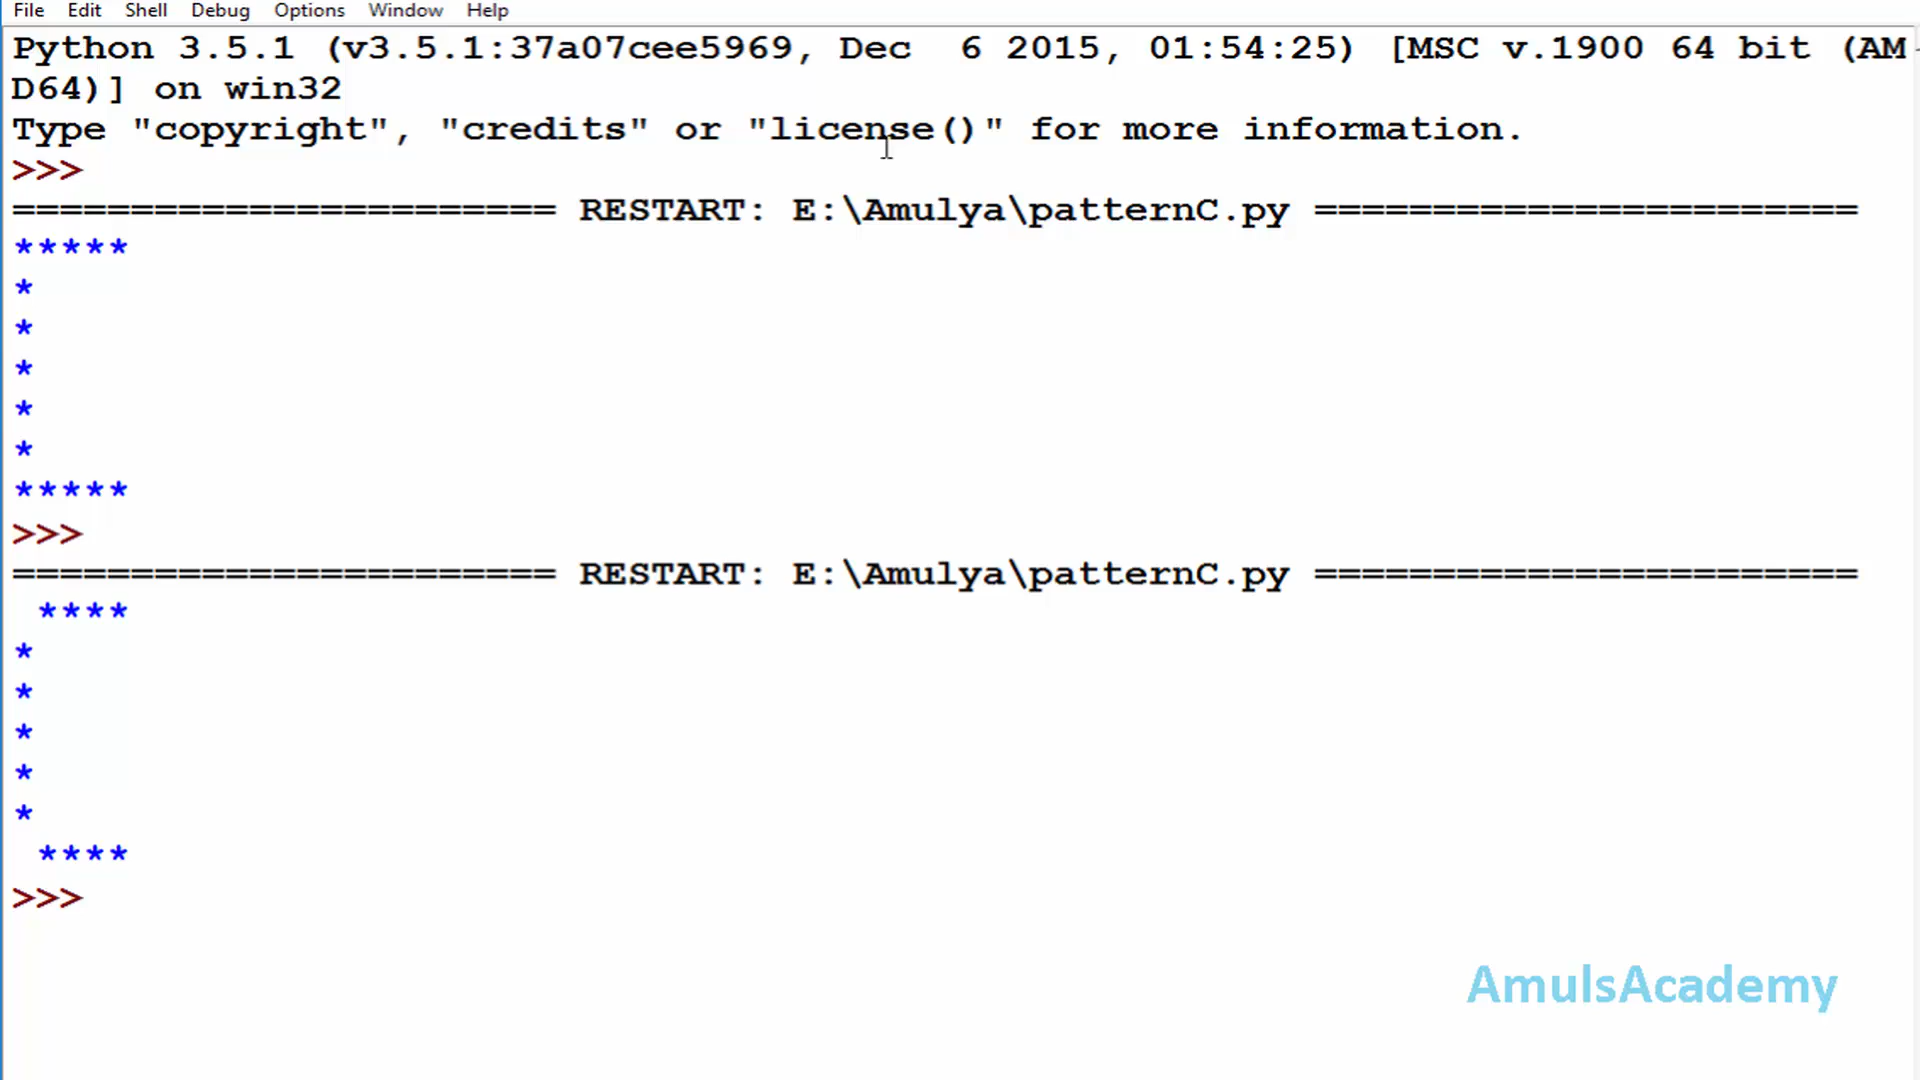 File Edit Shell Debug Options Window Help
Python 3.5.1 (v3.5.1:37a07cee5969, Dec  6 2015, 01:54:25) [MSC v.1900 64 bit (AM
D64)] on win32
Type "copyright", "credits" or "license()" for more information.
>>>
======================= RESTART: E:\Amulya\patternC.py =======================
*****
*
*
*
*
*
*****
>>>
======================= RESTART: E:\Amulya\patternC.py =======================
 ****
*
*
*
*
*
 ****
>>>
AmulsAcademy